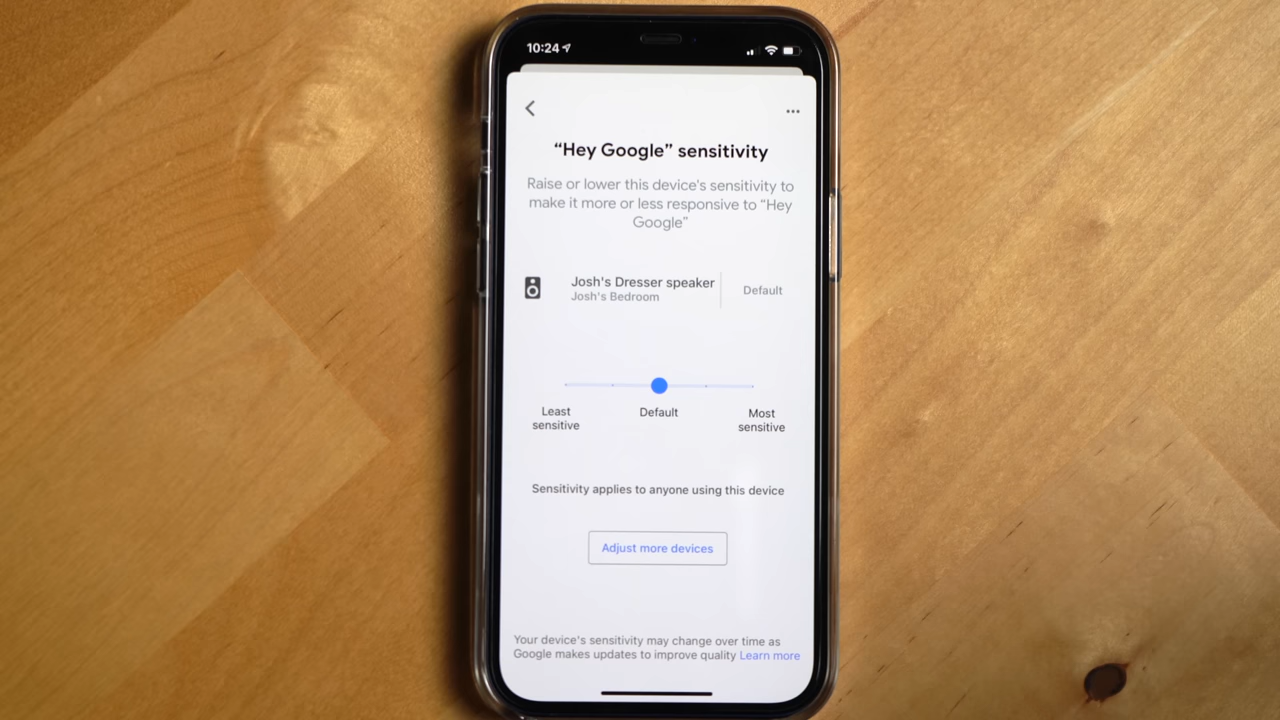 10:24
“Hey Google” sensitivity
Raise or lower this device's sensitivity to
make it more or less responsive to “Hey
Google”
Josh's Dresser speaker
Josh's Bedroom
Default
Least
sensitive
Default
Most
sensitive
Sensitivity applies to anyone using this device
Adjust more devices
Your device's sensitivity may change over time as
Google makes updates to improve quality Learn more